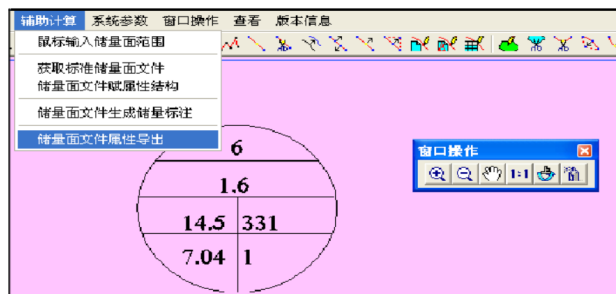 辅助计算 系统参数 窗口操作 查看 版本信息
鼠标输入储量面范围
获取标准储量面文件
储量面文件赋属性结构
储量面文件生成储量标注
储量面文件属性导出
6
1.6
14.5 331
7.04 1
窗口操作
1:1